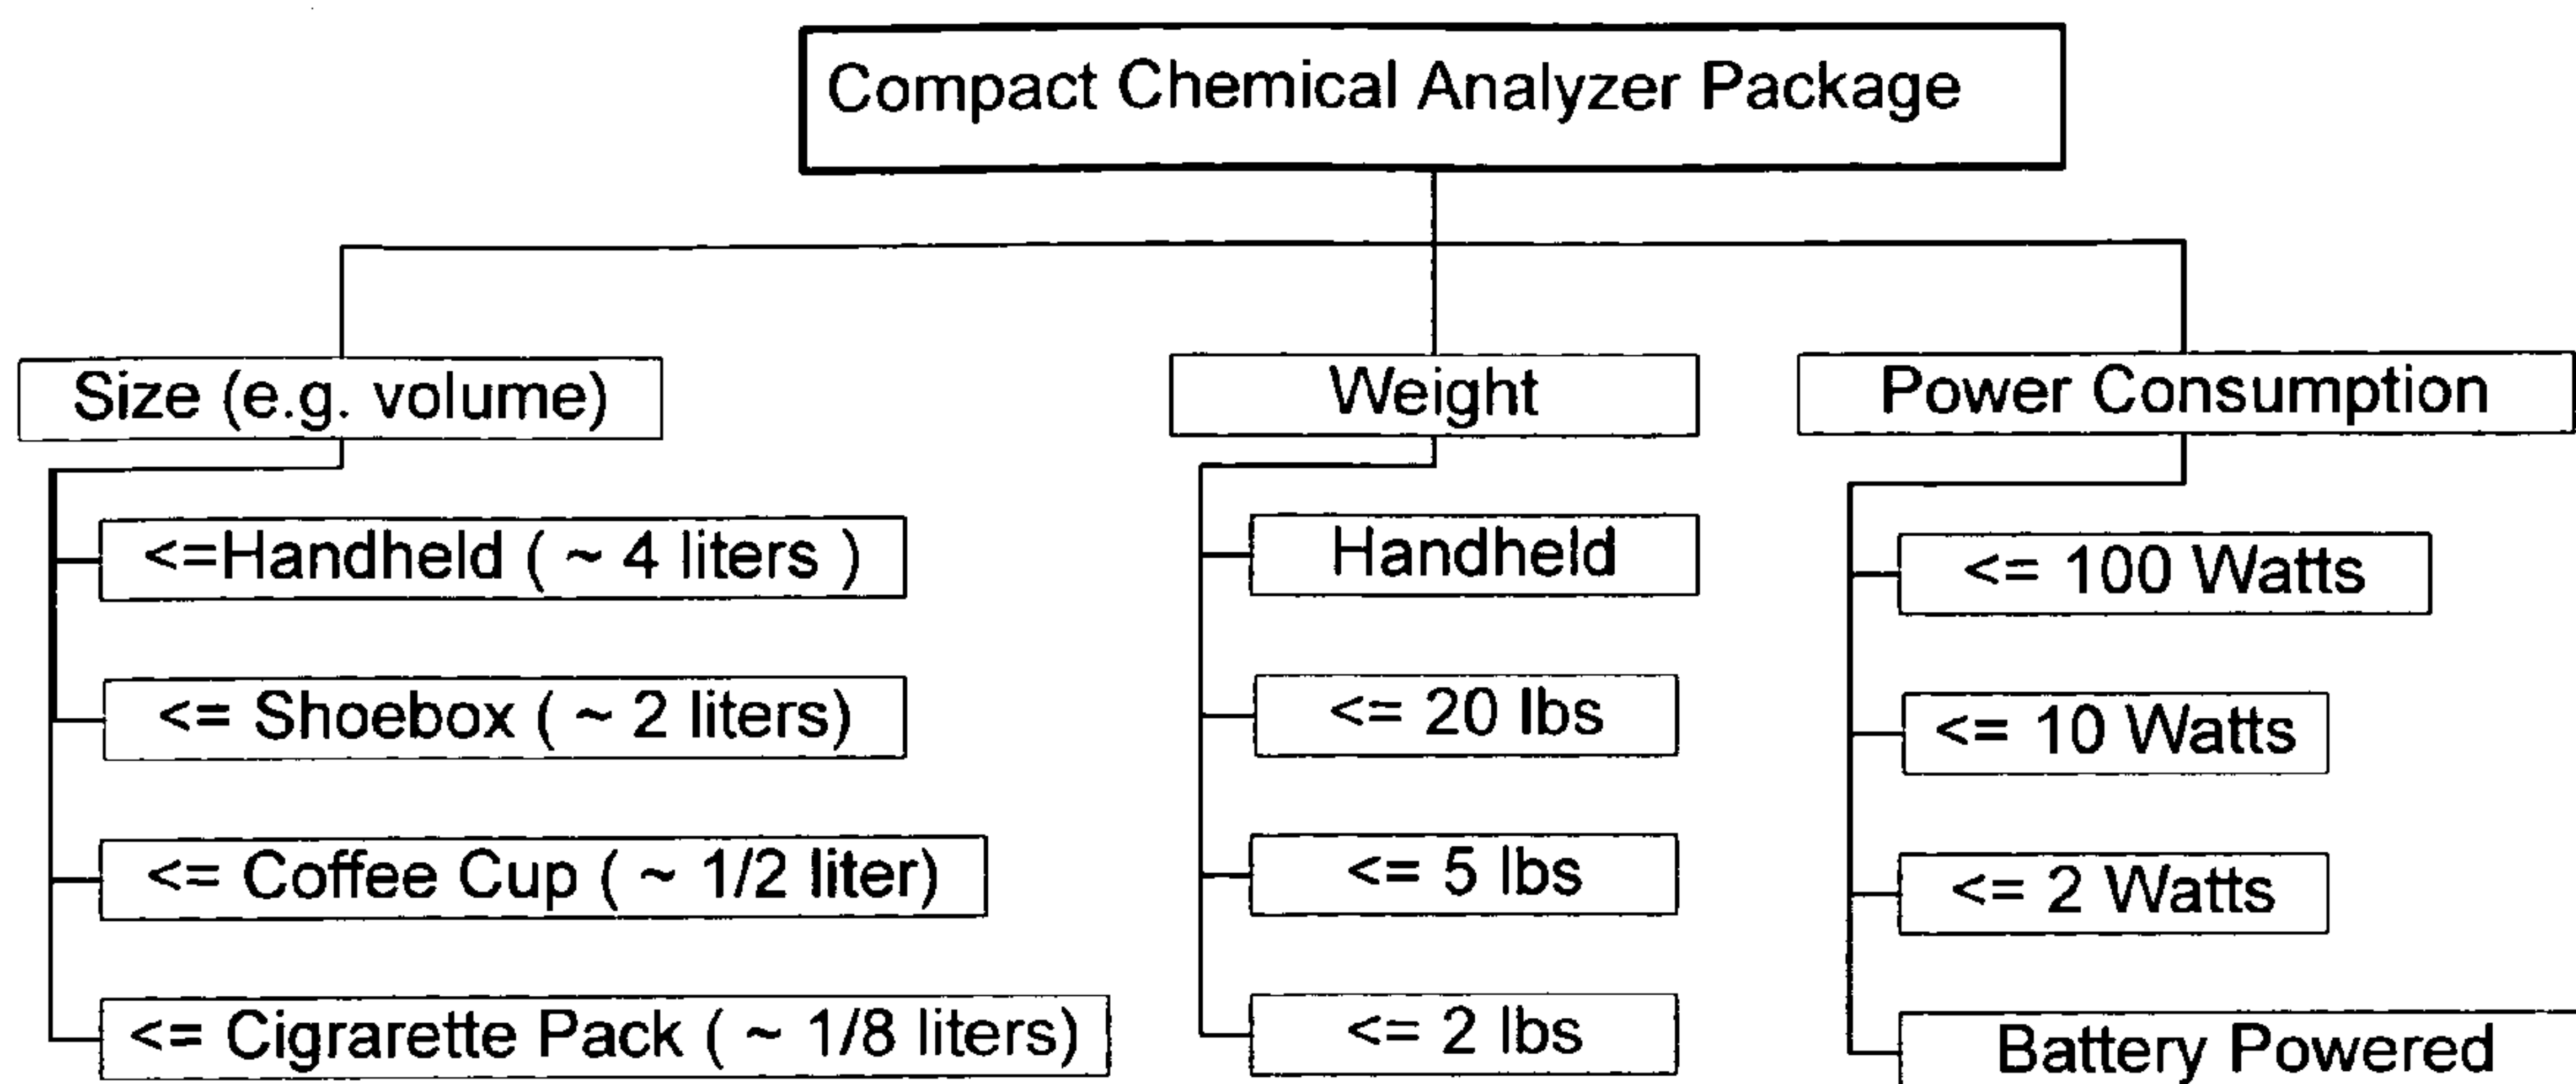 Compact Chemical Analyzer Package
Size (e.g. volume)
<=Handheld ( ~ 4 liters )
<= Shoebox ( ~ 2 liters)
<= Coffee Cup ( ~ 1/2 liter)
<= Cigrarette Pack ( ~ 1/8 liters)
Weight
Handheld
<= 20 lbs
<= 5 lbs
<= 2 lbs
Power Consumption
<= 100 Watts
<= 10 Watts
<= 2 Watts
Battery Powered